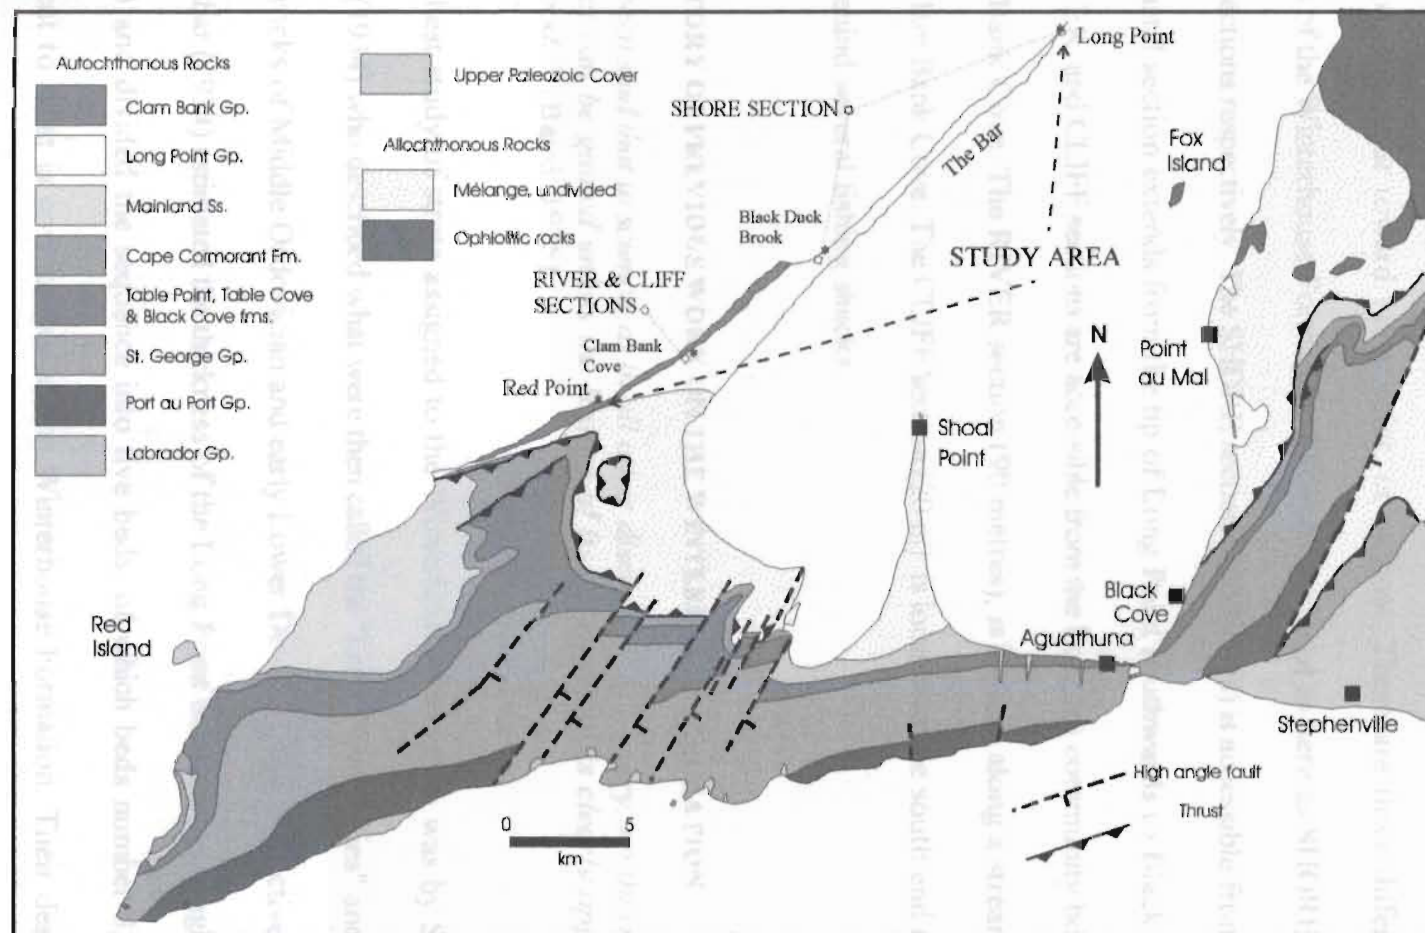 Autochthonous Rocks
Clam Bank Gp.
Long Point Gp.
Mainland Ss.
Cape Cormorant Fm.
Table Point, Table Cove
& Black Cove fms.
St. George Gp.
Port au Port Gp.
Labrador Gp.
Upper Paleozoic Cover
Allochthonous Rocks
Mélange, undivided
Ophiolitic rocks
Long Point
SHORE SECTION
The Bar
Fox
Island
Black Duck
Brook
STUDY AREA
RIVER & CLIFF
SECTIONS
Clam Bank
Cove
Red Point
N
Point
au Mal
Shoal
Point
Red
Island
Black
Cove
Aguathuna
Stephenville
High angle fault
Thrust
0 5
km